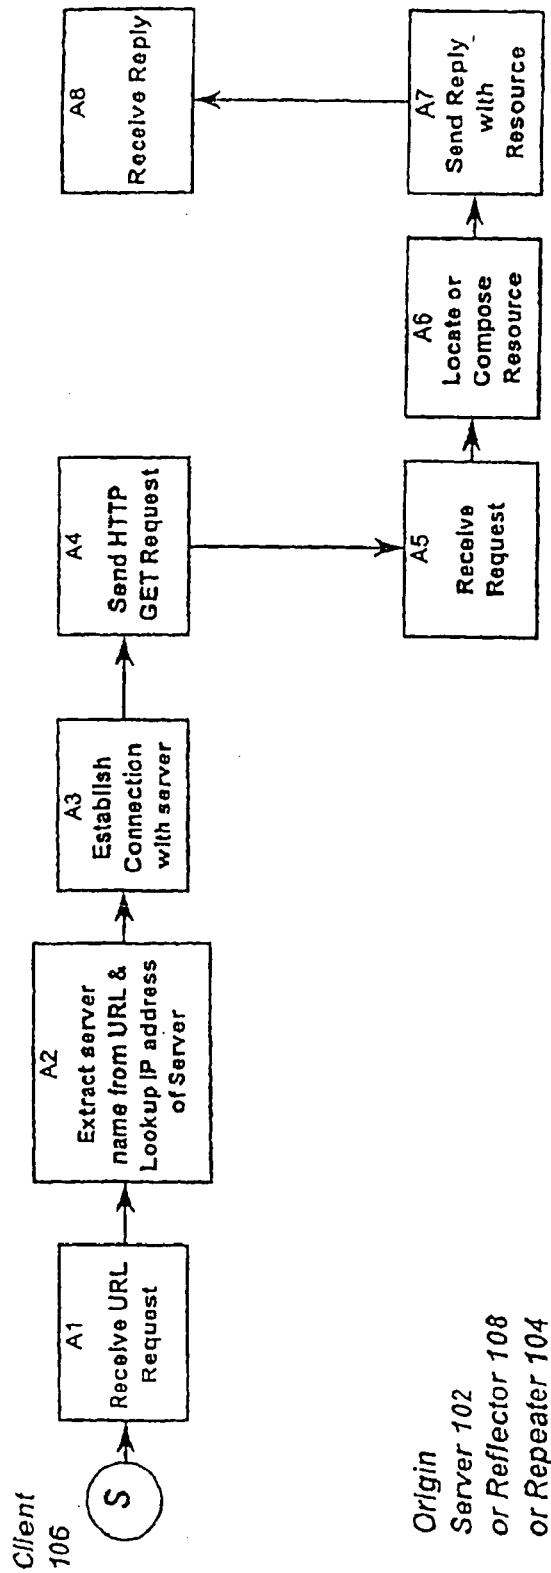 Client
106
S
A1
Receive URL
Request
A2
Extract server
name from URL &
Lookup IP address
of Server
A3
Establish
Connection
with server
A4
Send HTTP
GET Request
A8
Receive Reply
Origin
Server 102
or Reflector 108
or Repeater 104
A5
Receive
Request
A6
Locate or
Compose
Resource
A7
Send Reply
with
Resource